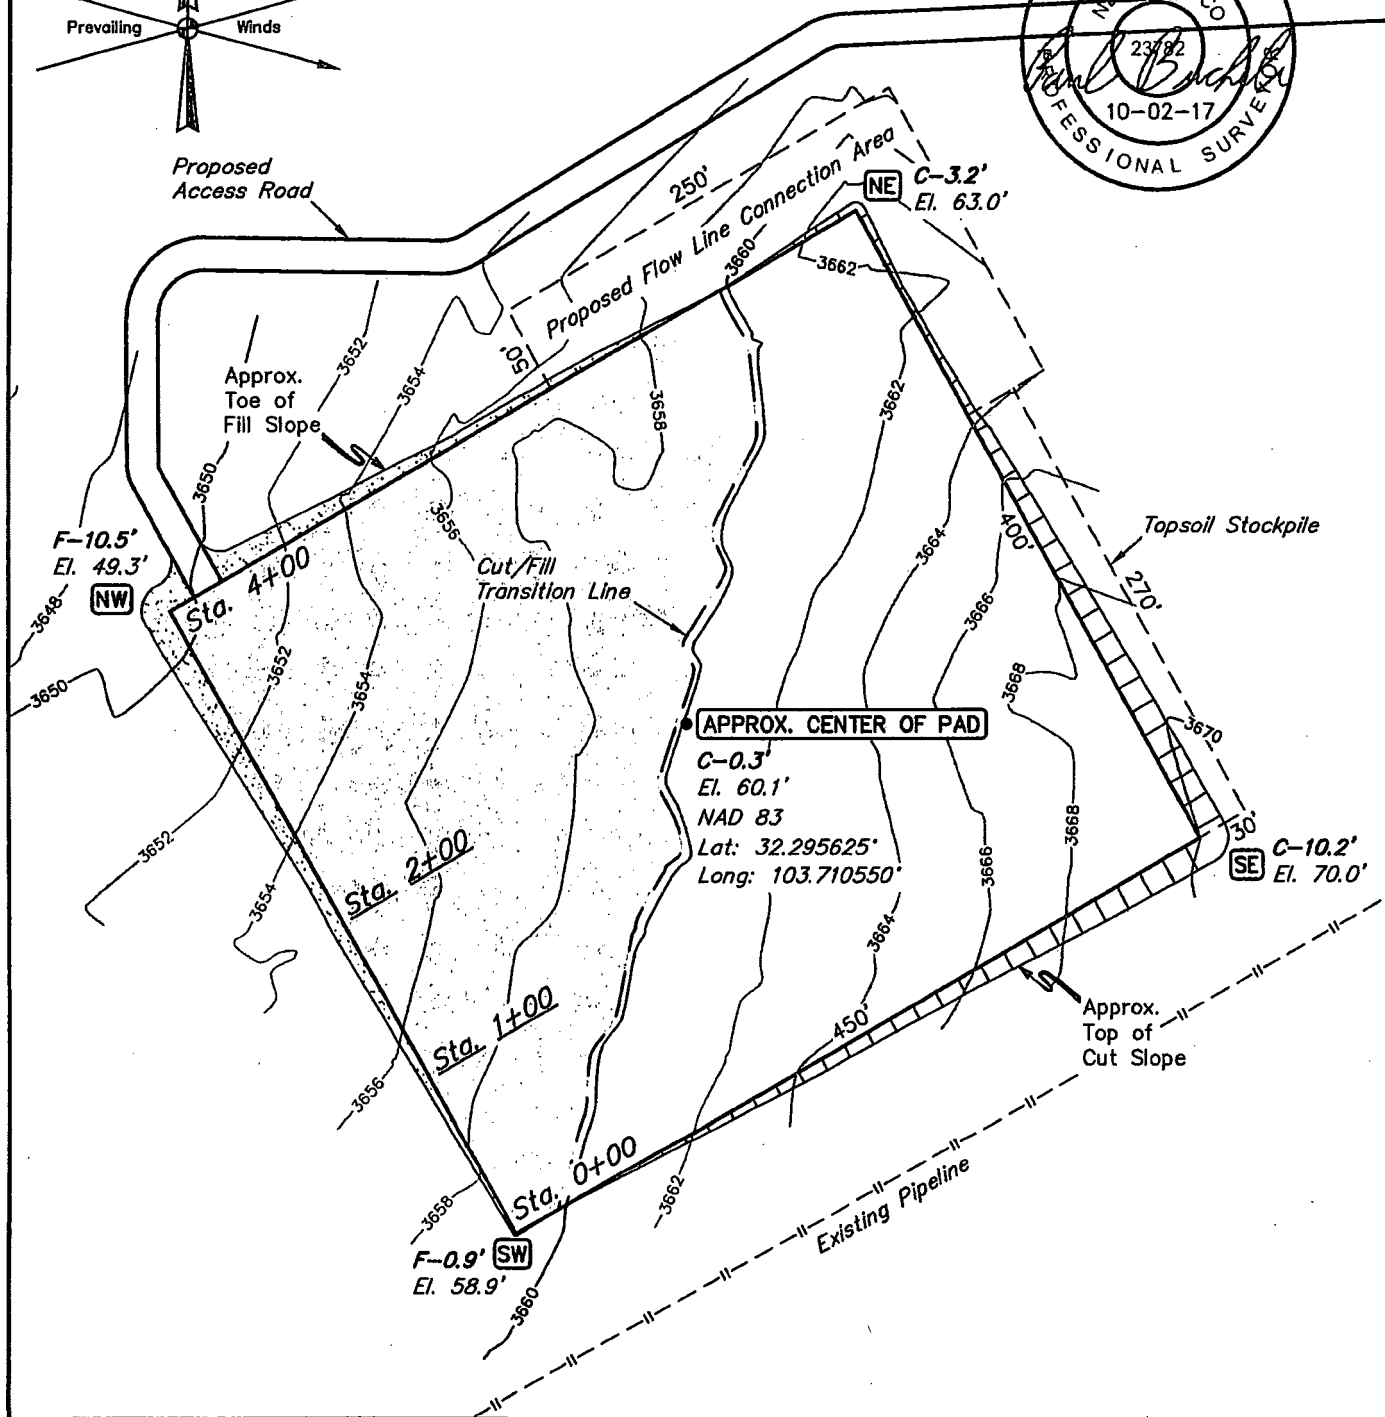 Prevailing Winds
23782
10-02-17
PROFESSIONAL SURVEYOR
Proposed
Access Road
250'
Proposed Flow Line Connection Area
50'
NE
C-3.2'
El. 63.0'
3660
3662
3652
3654
3658
3662
Approx.
Toe of
Fill Slope
3650
3656
3664
400'
Topsoil Stockpile
F-10.5'
El. 49.3'
NW
Sta. 4+00
Cut/Fill
Transition Line
270'
3648
3666
3652
3650
3654
3668
APPROX. CENTER OF PAD
3670
C-0.3'
El. 60.1'
NAD 83
Lat: 32.295625°
Long: 103.710550°
3652
Sta. 2+00
3668
30'
C-10.2'
SE
El. 70.0'
3666
3654
3664
Sta. 1+00
450'
Approx.
Top of
Cut Slope
3656
Sta. 0+00
3662
3658
Existing Pipeline
F-0.9'
SW
El. 58.9'
3660